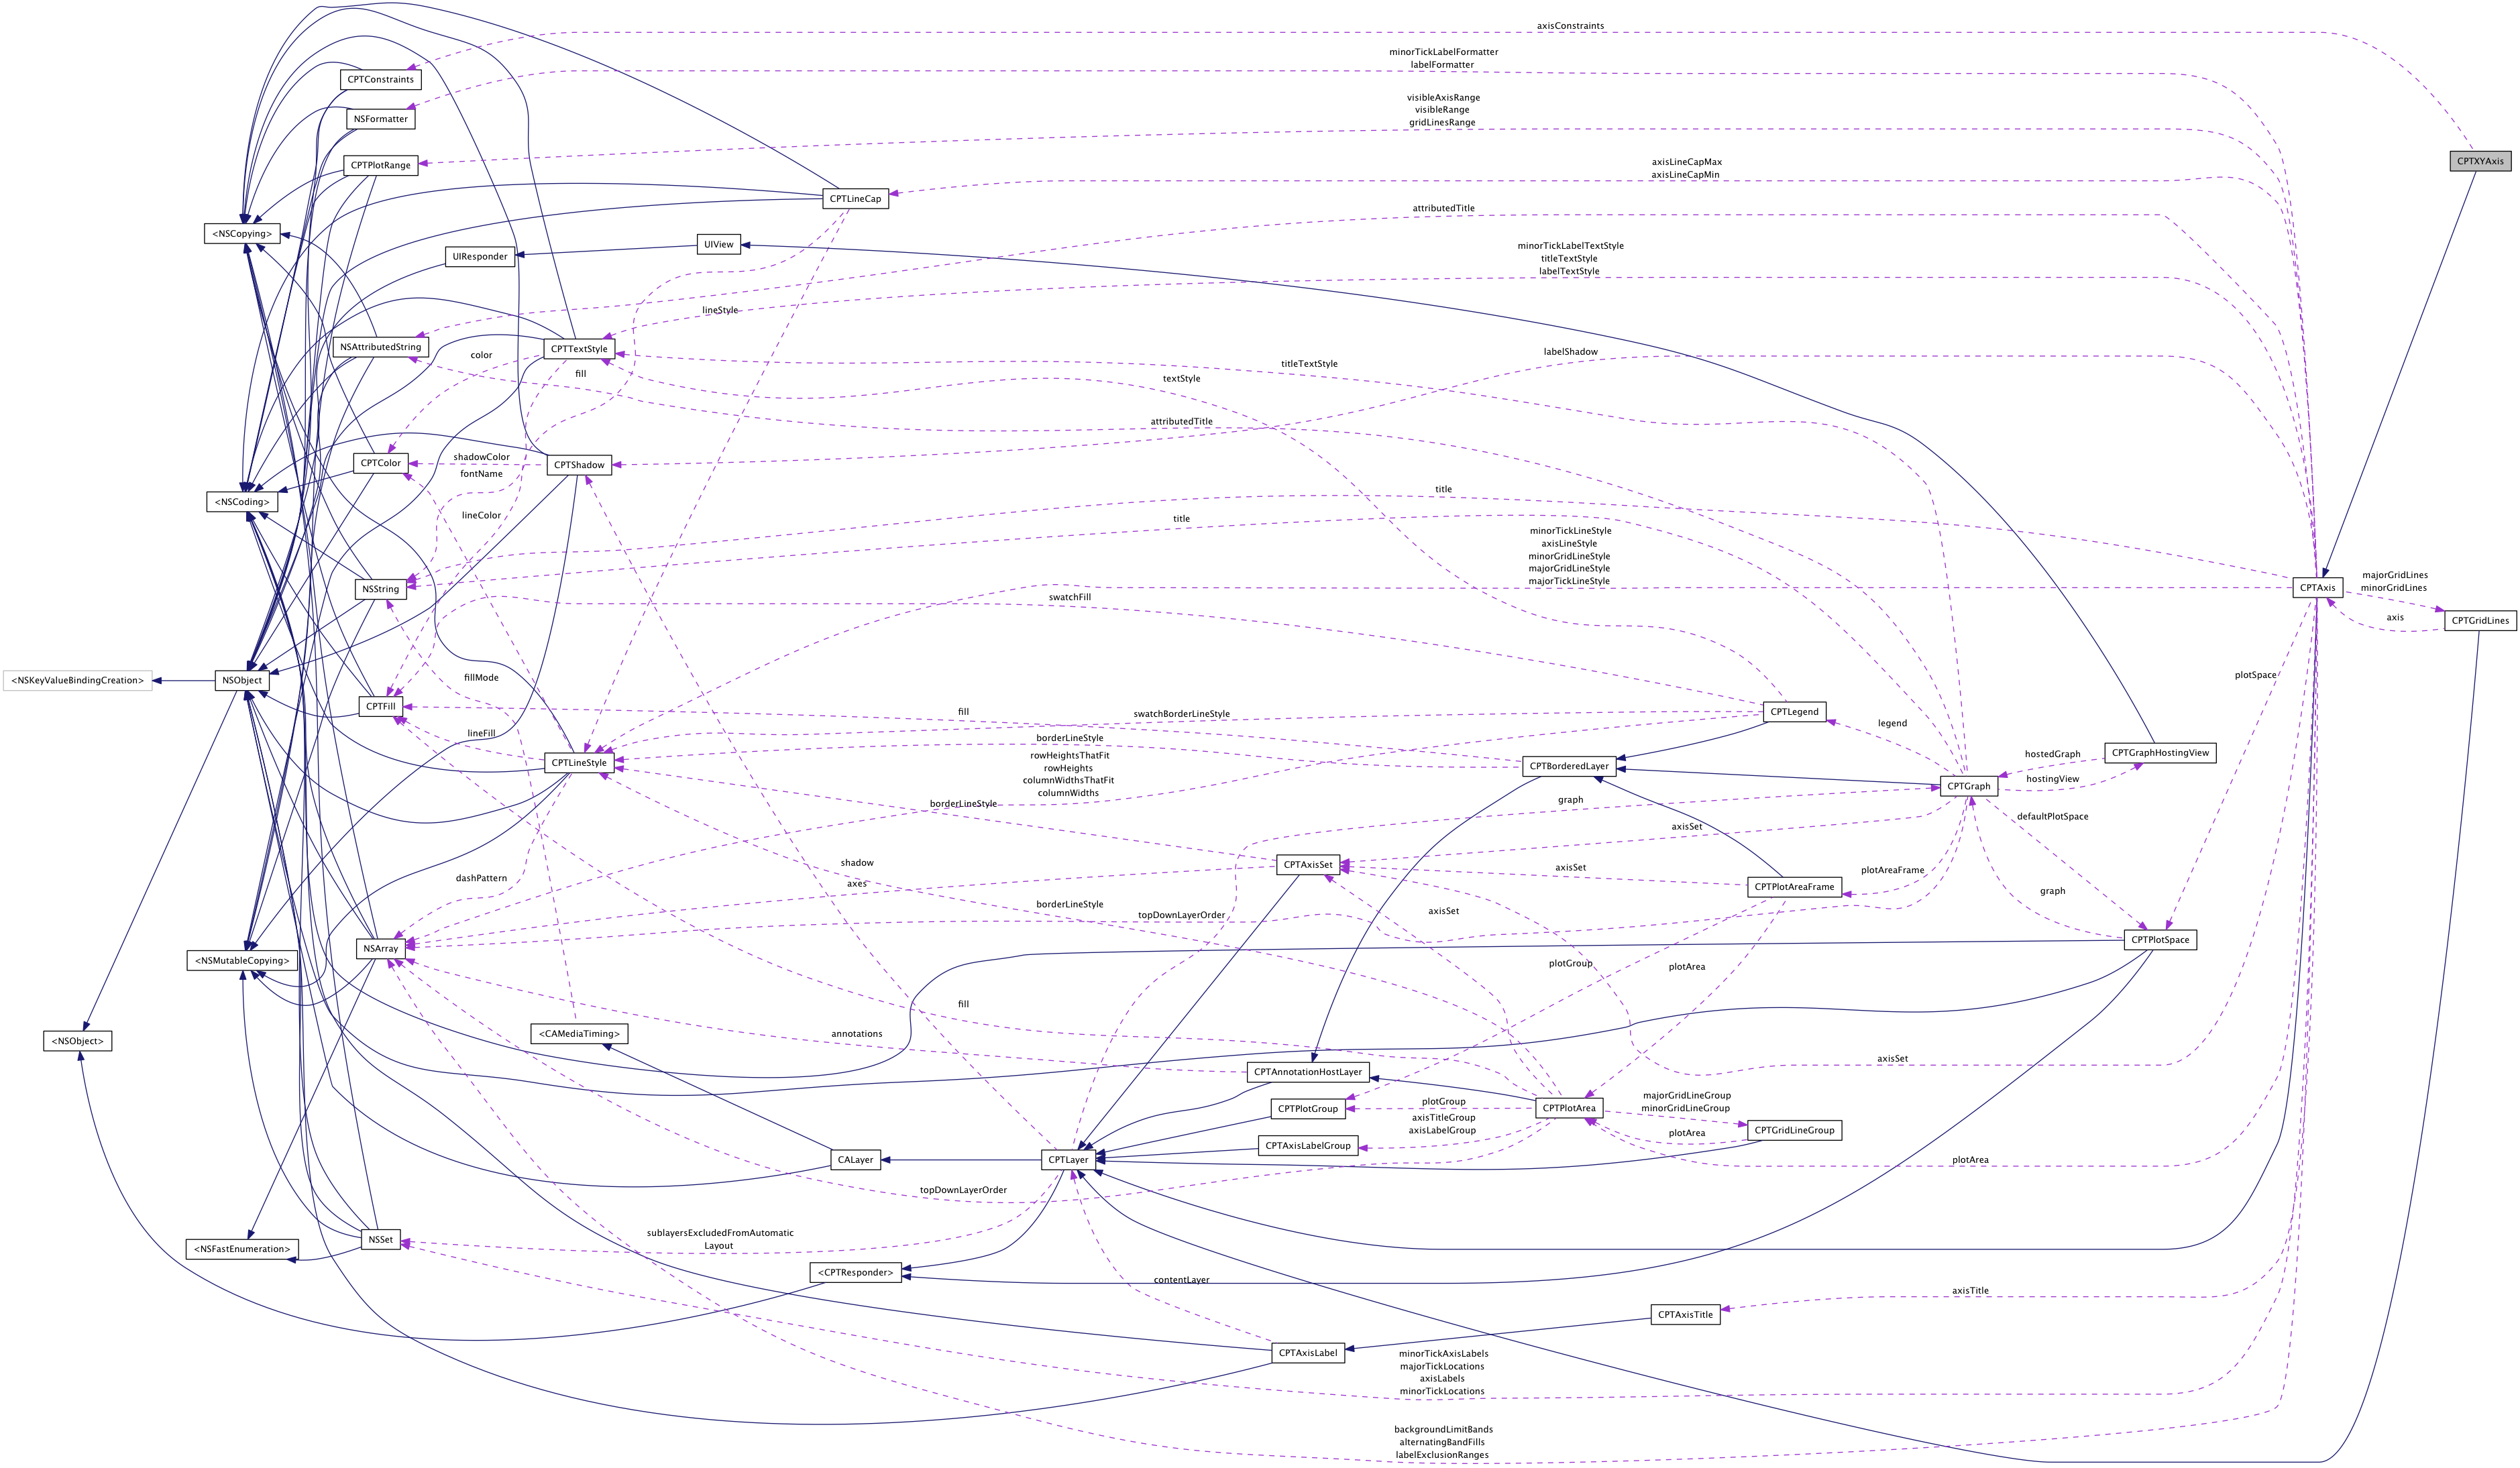 axisConstraints
minorTickLabelFormatter
labelFormatter
CPTConstraints
NSFormatter
visibleAxisRange
visibleRange
gridLinesRange
CPTPlotRange
CPTXYAxis
axisLineCapMax
axisLineCapMin
CPTLineCap
attributedTitle
<NSCopying>
UIView
UIResponder
minorTickLabelTextStyle
titleTextStyle
labelTextStyle
lineStyle
NSAttributedString
CPTTextStyle
color
labelShadow
titleTextStyle
fill
textStyle
attributedTitle
CPTColor
shadowColor
CPTShadow
fontName
title
<NSCoding>
lineColor
title
minorTickLineStyle
axisLineStyle
minorGridLineStyle
majorGridLineStyle
majorTickLineStyle
NSString
swatchFill
CPTAxis
majorGridLines
minorGridLines
axis
CPTGridLines
<NSKeyValueBindingCreation>
NSObject
fillMode
plotSpace
CPTFill
fill
swatchBorderLineStyle
CPTLegend
legend
lineFill
borderLineStyle
CPTLineStyle
rowHeightsThatFit
rowHeights
columnWidthsThatFit
columnWidths
CPTBorderedLayer
hostedGraph
CPTGraphHostingView
hostingView
CPTGraph
borderLineStyle
graph
axisSet
defaultPlotSpace
CPTAxisSet
axisSet
plotAreaFrame
shadow
dashPattern
axes
CPTPlotAreaFrame
graph
borderLineStyle
topDownLayerOrder
axisSet
NSArray
CPTPlotSpace
<NSMutableCopying>
plotGroup
plotArea
fill
<NSObject>
<CAMediaTiming>
annotations
axisSet
CPTAnnotationHostLayer
plotGroup
CPTPlotGroup
CPTPlotArea
majorGridLineGroup
minorGridLineGroup
axisTitleGroup
axisLabelGroup
plotArea
CPTGridLineGroup
CPTAxisLabelGroup
CALayer
CPTLayer
plotArea
topDownLayerOrder
sublayersExcludedFromAutomatic
Layout
NSSet
<NSFastEnumeration>
<CPTResponder>
contentLayer
axisTitle
CPTAxisTitle
CPTAxisLabel
minorTickAxisLabels
majorTickLocations
axisLabels
minorTickLocations
backgroundLimitBands
alternatingBandFills
labelExclusionRanges